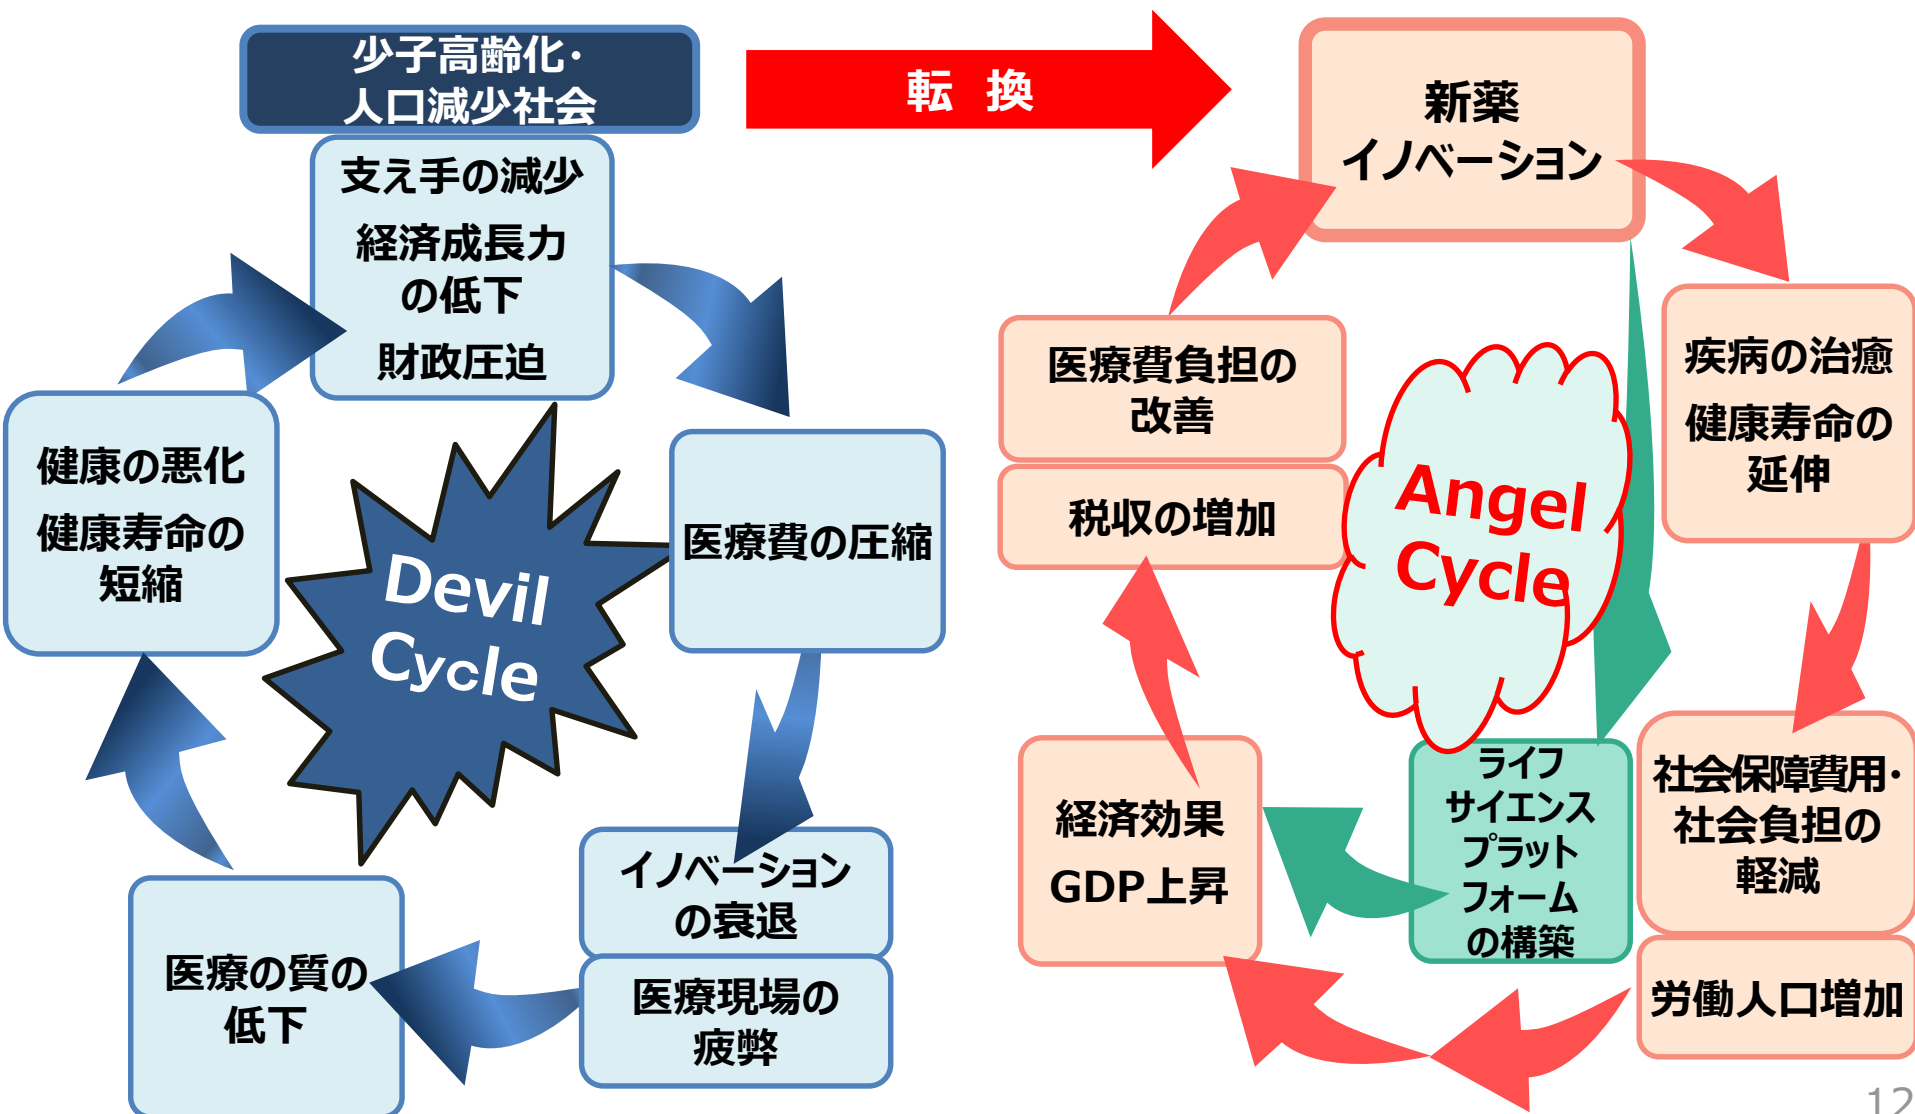 少子高齢化・
人口減少社会
支え手の減少
経済成長力
の低下
財政圧迫
医療費の圧縮
イノベーション
の衰退
医療現場の
疲弊
医療の質の
低下
健康の悪化
健康寿命の
短縮
Devil
Cycle
転 換
新薬
イノベーション
疾病の治癒
健康寿命の
延伸
社会保障費用・
社会負担の
軽減
労働人口増加
ライフ
サイエンス
プラット
フォーム
の構築
経済効果
GDP上昇
医療費負担の
改善
税収の増加
Angel
Cycle
12